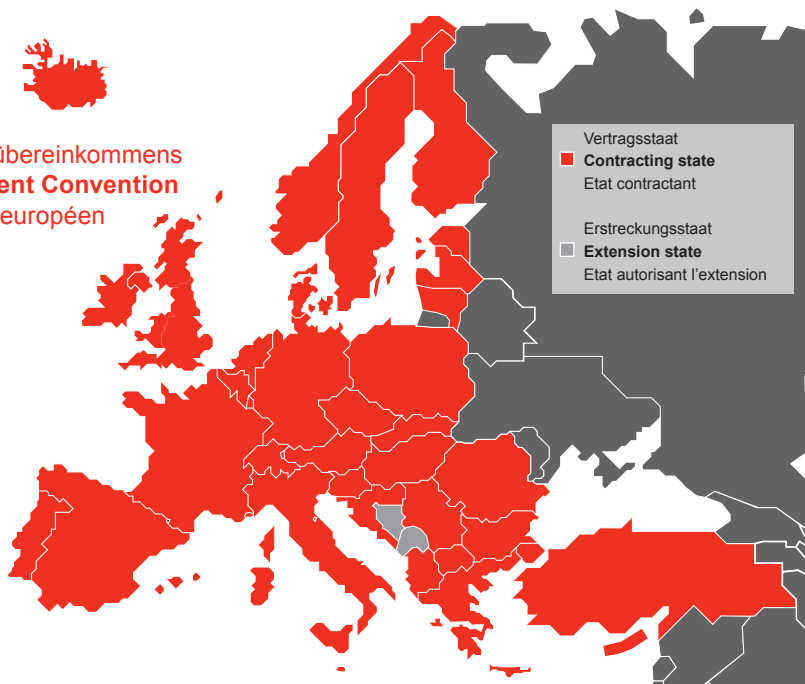 übereinkommens
ent Convention
européen
Vertragsstaat
Contracting state
Etat contractant
Erstreckungsstaat
Extension state
Etat autorisant l'extension